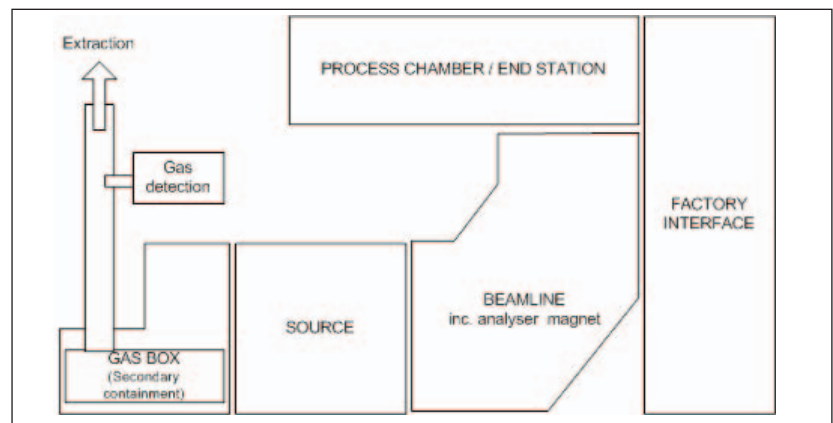 Extraction
PROCESS CHAMBER / END STATION
Gas
detection
FACTORY
INTERFACE
BEAMLINE
inc. analyser magnet
SOURCE
GAS BOX
(Secondary
containment)